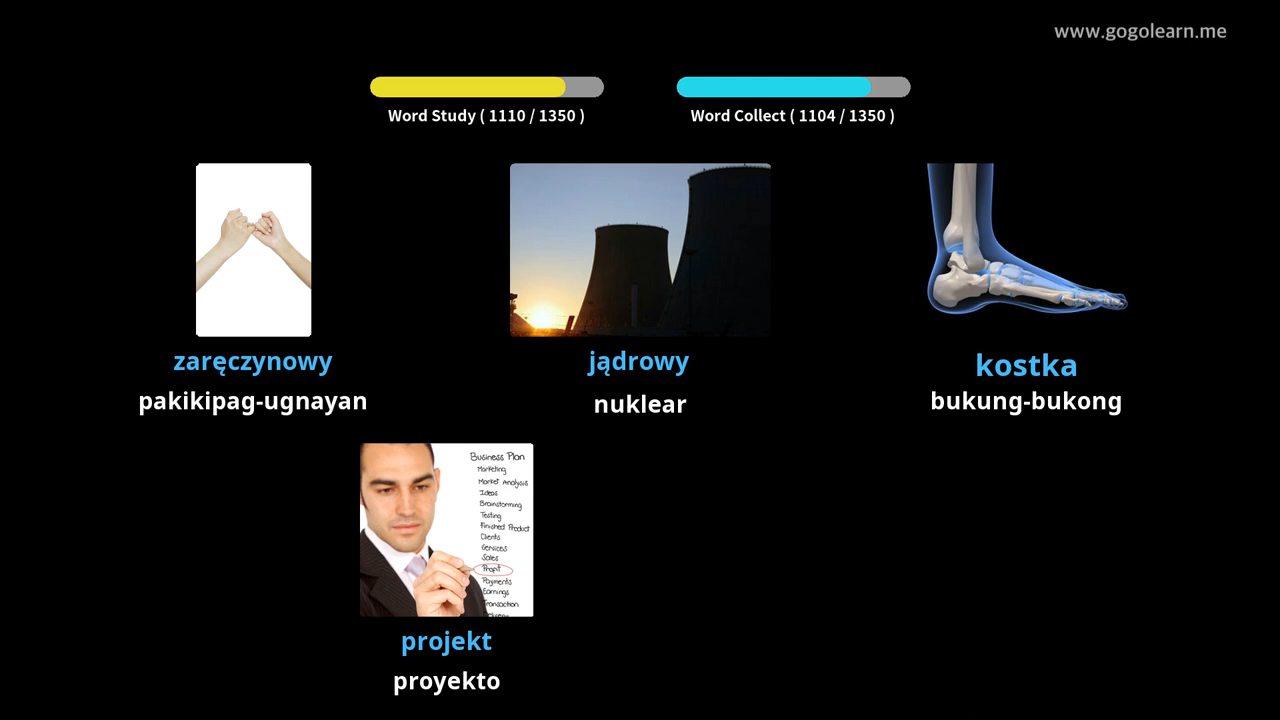 www.gogolearn.me
Word Study ( 1110 / 1350 )
Word Collect ( 1104 / 1350 )
zaręczynowy
pakikipag-ugnayan
jądrowy
nuklear
kostka
bukung-bukong
Business Plan
Marketing
Market Analysis
Ideas
Brainstorming
Testing
Finished Product
Clients
Services
Sales
Profit
Payments
Earnings
Transaction
projekt
proyekto